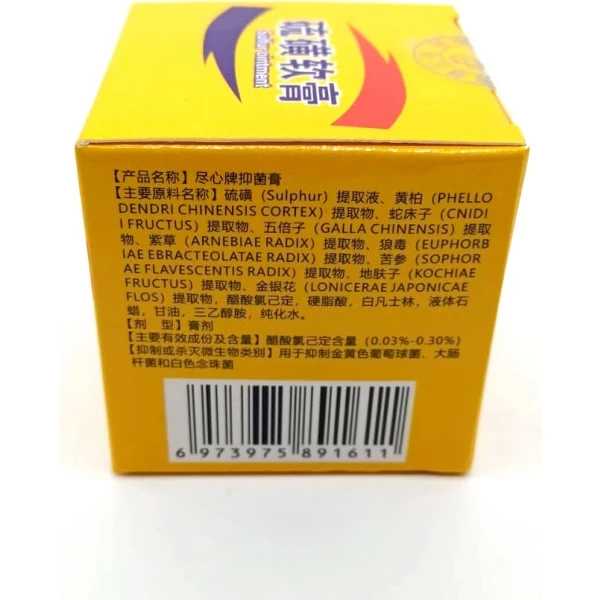 硫磺软膏
Sulfur ointment
【产品名称】尽心牌抑菌膏
【主要原料名称】硫磺（Sulphur）提取液、黄柏（PHELLO
DENDRI CHINENSIS CORTEX）提取物、蛇床子（CNIDI
I FRUCTUS）提取物、五倍子（GALLA CHINENSIS）提取
物、紫草（ARNEBIAE RADIX）提取物、狼毒（EUPHORB
IAE EBRACTEOLATAE RADIX）提取物、苦参（SOPHOR
AE FLAVESCENTIS RADIX）提取物、地肤子（KOCHIAE
FRUCTUS）提取物、金银花（LONICERAE JAPONICAE
FLOS）提取物，醋酸氯己定，硬脂酸，白凡士林，液体石
蜡，甘油，三乙醇胺，纯化水。
【剂 型】膏剂
【主要有效成份及含量】醋酸氯己定含量（0.03%-0.30%）
【抑制或杀灭微生物类别】用于抑制金黄色葡萄球菌、大肠
杆菌和白色念珠菌
6 973975 891611